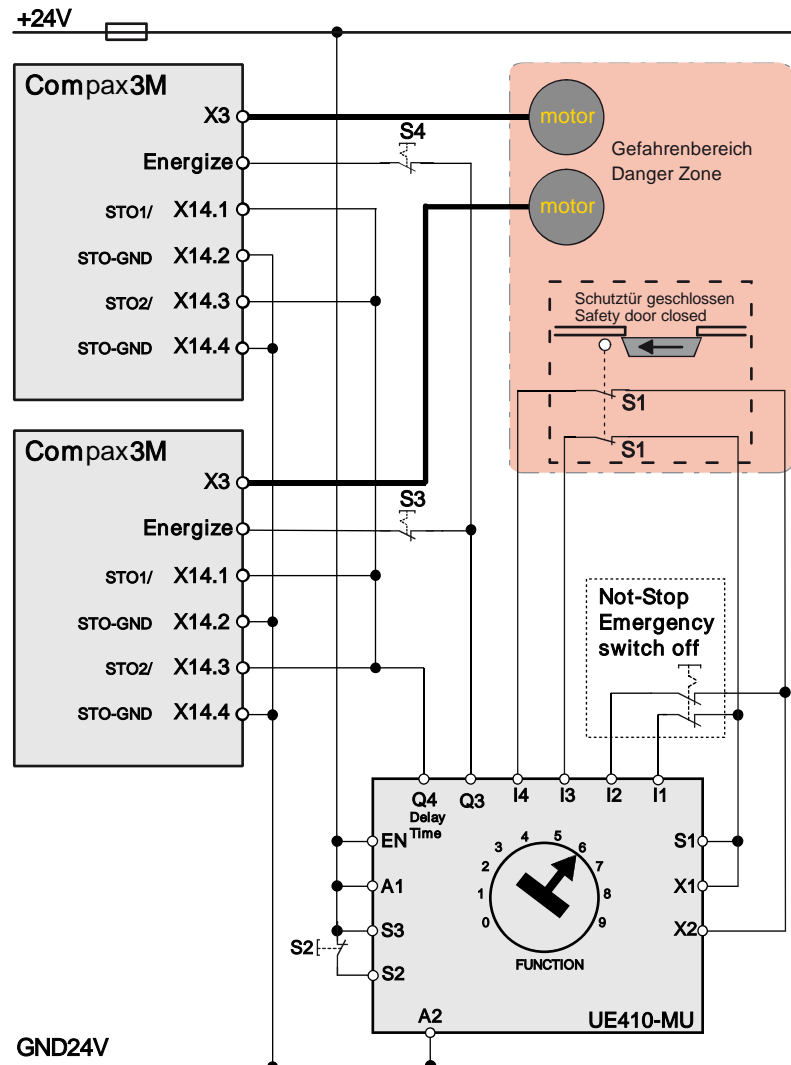 +24V
Compax3M
X3
Energize
STO1/ X14.1
STO-GND X14.2
STO2/ X14.3
STO-GND X14.4
S4
motor
motor
Gefahrenbereich
Danger Zone
Schutztür geschlossen
Safety door closed
S1
S1
Compax3M
X3
Energize
STO1/ X14.1
STO-GND X14.2
STO2/ X14.3
STO-GND X14.4
S3
Not-Stop
Emergency
switch off
Q4 Q3 I4 I3 I2 I1
Delay
Time
EN
A1
S3
S2
S2
0 1 2 3 4 5 6 7 8 9
FUNCTION
S1
X1
X2
A2
UE410-MU
GND24V